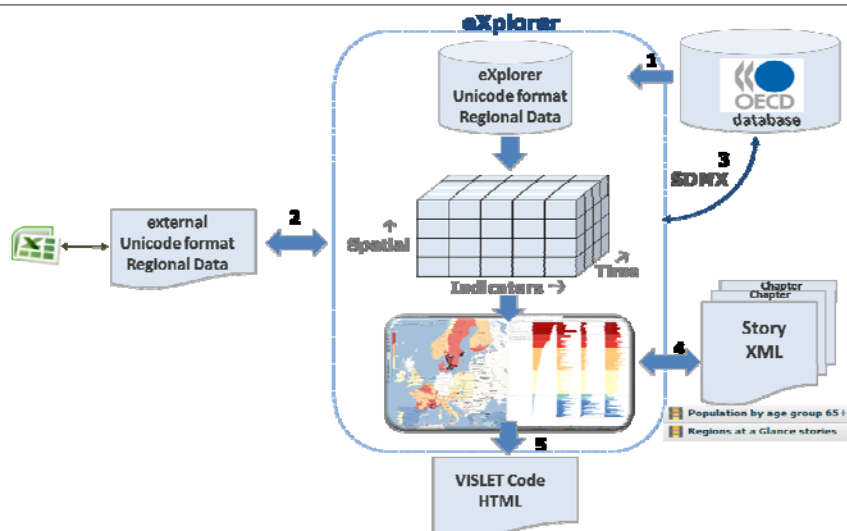 eXplorer
1
eXplorer
Unicode format
Regional Data
OECD
database
3
SDMX
2
external
Unicode format
Regional Data
Spatial
Time
Indicators
Chapter
Chapter
Story
XML
4
Population by age group 65
Regions at a Glance stories
5
VISLET Code
HTML